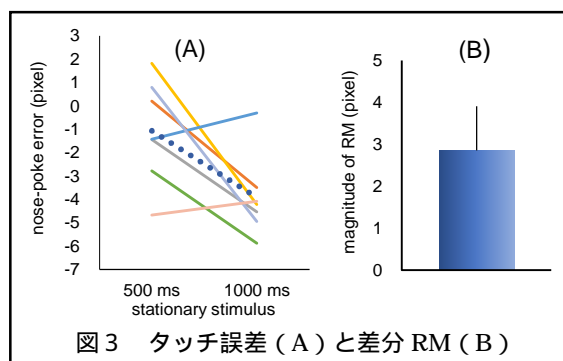 (A)
nose-poke error (pixel)
3
2
1
0
-1
-2
-3
-4
-5
-6
-7
500 ms 1000 ms
stationary stimulus
(B)
magnitude of RM (pixel)
5
4
3
2
1
0
図３ タッチ誤差（A）と差分 RM（B）